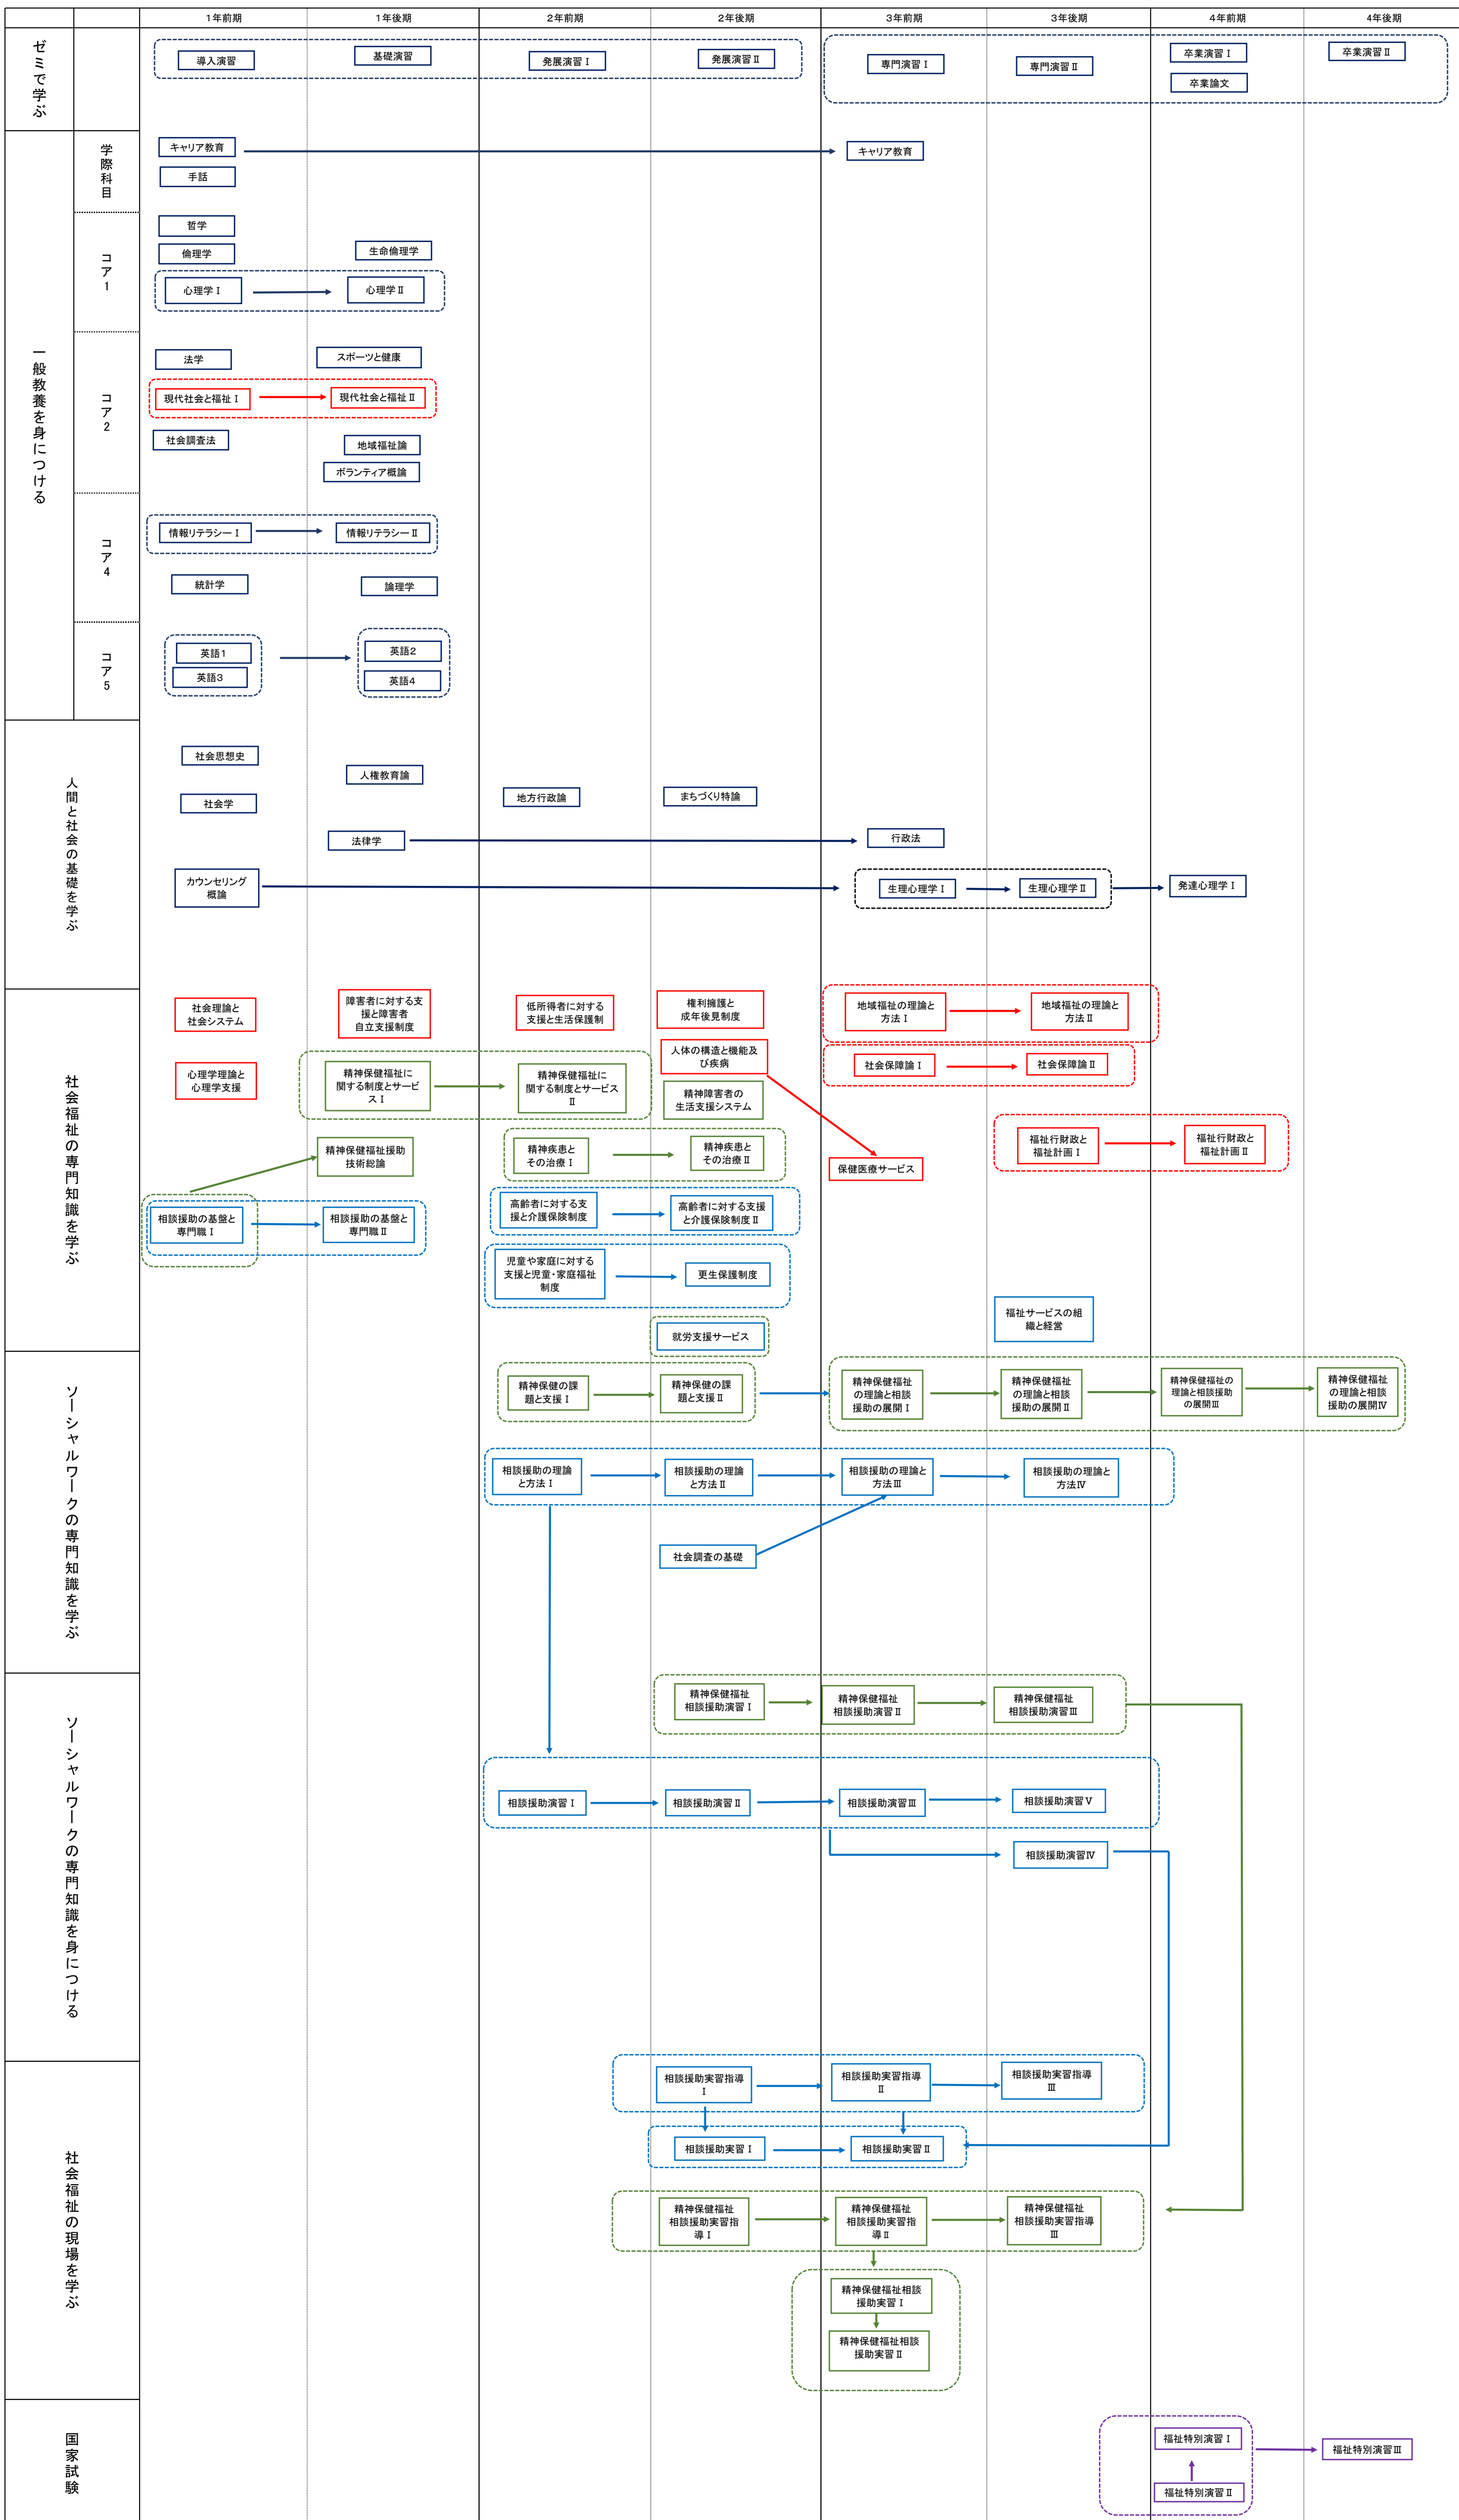 1年前期
1年後期
2年前期
2年後期
3年前期
3年後期
4年前期
4年後期
ゼミで学ぶ
導入演習
基礎演習
発展演習Ⅰ
発展演習Ⅱ
専門演習Ⅰ
専門演習Ⅱ
卒業演習Ⅰ
卒業論文
卒業演習Ⅱ
一般教養を身につける
学際科目
キャリア教育
キャリア教育
手話
コア1
哲学
倫理学
生命倫理学
心理学Ⅰ
心理学Ⅱ
コア2
法学
スポーツと健康
現代社会と福祉Ⅰ
現代社会と福祉Ⅱ
社会調査法
地域福祉論
ボランティア概論
コア4
情報リテラシーⅠ
情報リテラシーⅡ
統計学
論理学
コア5
英語1
英語3
英語2
英語4
人間と社会の基礎を学ぶ
社会思想史
人権教育論
社会学
地方行政論
まちづくり特論
法律学
行政法
カウンセリング
概論
生理心理学Ⅰ
生理心理学Ⅱ
発達心理学Ⅰ
社会福祉の専門知識を学ぶ
社会理論と
社会システム
障害者に対する支
援と障害者
自立支援制度
低所得者に対する
支援と生活保護制
権利擁護と
成年後見制度
地域福祉の理論と
方法Ⅰ
地域福祉の理論と
方法Ⅱ
心理学理論と
心理学支援
精神保健福祉に
関する制度とサービ
スⅠ
精神保健福祉に
関する制度とサービス
Ⅱ
人体の構造と機能及
び疾病
精神障害者の
生活支援システム
社会保障論Ⅰ
社会保障論Ⅱ
精神保健福祉援助
技術総論
精神疾患と
その治療Ⅰ
精神疾患と
その治療Ⅱ
保健医療サービス
福祉行財政と
福祉計画Ⅰ
福祉行財政と
福祉計画Ⅱ
相談援助の基盤と
専門職Ⅰ
相談援助の基盤と
専門職Ⅱ
高齢者に対する支
援と介護保険制度
高齢者に対する支援
と介護保険制度Ⅱ
児童や家庭に対する
支援と児童・家庭福祉
制度
更生保護制度
就労支援サービス
福祉サービスの組
織と経営
ソーシャルワークの専門知識を学ぶ
精神保健の課
題と支援Ⅰ
精神保健の課
題と支援Ⅱ
精神保健福祉
の理論と相談
援助の展開Ⅰ
精神保健福祉
の理論と相談
援助の展開Ⅱ
精神保健福祉の
理論と相談援助
の展開Ⅲ
精神保健福祉
の理論と相談
援助の展開Ⅳ
相談援助の理論
と方法Ⅰ
相談援助の理論
と方法Ⅱ
相談援助の理論と
方法Ⅲ
相談援助の理論と
方法Ⅳ
社会調査の基礎
ソーシャルワークの専門知識を身につける
精神保健福祉
相談援助演習Ⅰ
精神保健福祉
相談援助演習Ⅱ
精神保健福祉
相談援助演習Ⅲ
相談援助演習Ⅰ
相談援助演習Ⅱ
相談援助演習Ⅲ
相談援助演習Ⅴ
相談援助演習Ⅳ
社会福祉の現場を学ぶ
相談援助実習指導
Ⅰ
相談援助実習指導
Ⅱ
相談援助実習指導
Ⅲ
相談援助実習Ⅰ
相談援助実習Ⅱ
精神保健福祉
相談援助実習指
導Ⅰ
精神保健福祉
相談援助実習指
導Ⅱ
精神保健福祉
相談援助実習指導
Ⅲ
精神保健福祉相談
援助実習Ⅰ
精神保健福祉相談
援助実習Ⅱ
国家試験
福祉特別演習Ⅰ
福祉特別演習Ⅲ
福祉特別演習Ⅱ